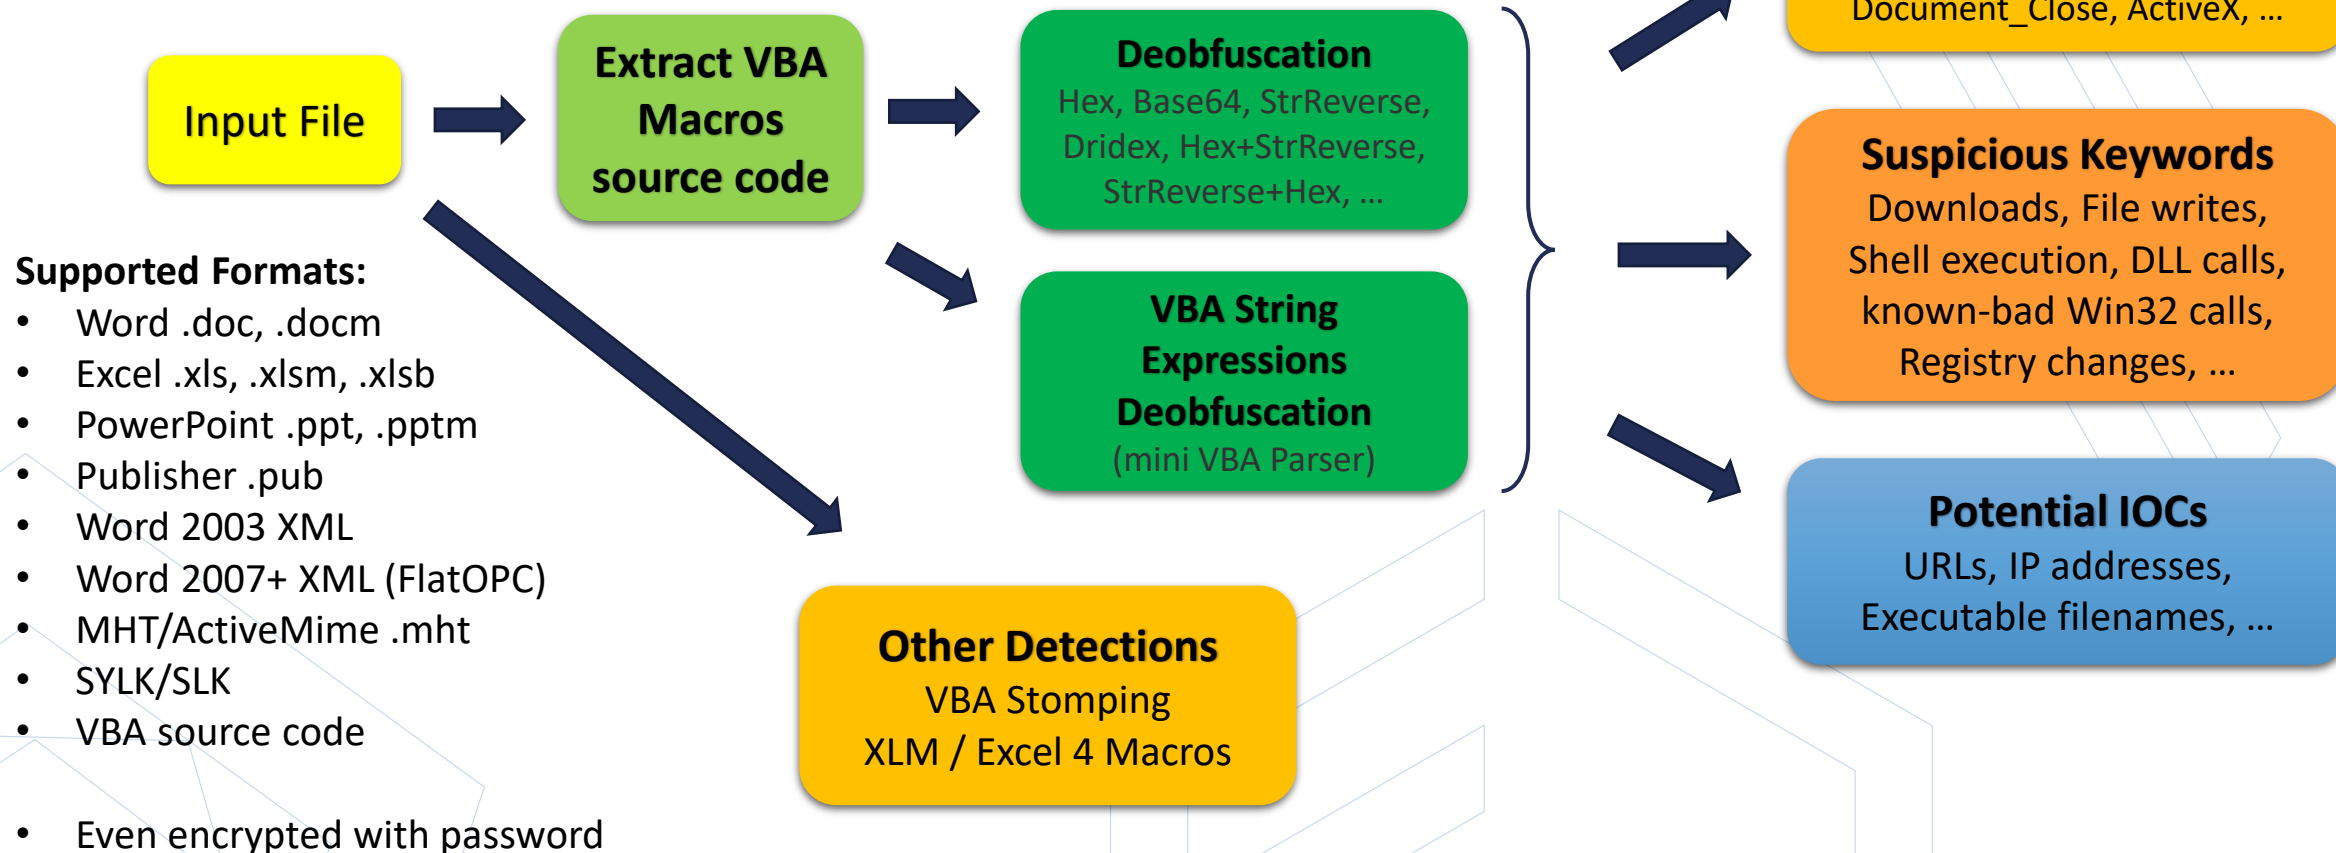 Input File
Extract VBA
Macros
source code
Deobfuscation
Hex, Base64, StrReverse,
Dridex, Hex+StrReverse,
StrReverse+Hex, ...
VBA String
Expressions
Deobfuscation
(mini VBA Parser)
Document_Close, ActiveX, ...
Suspicious Keywords
Downloads, File writes,
Shell execution, DLL calls,
known-bad Win32 calls,
Registry changes, ...
Potential IOCs
URLs, IP addresses,
Executable filenames, ...
Other Detections
VBA Stomping
XLM / Excel 4 Macros
Supported Formats:
• Word .doc, .docm
• Excel .xls, .xlsm, .xlsb
• PowerPoint .ppt, .pptm
• Publisher .pub
• Word 2003 XML
• Word 2007+ XML (FlatOPC)
• MHT/ActiveMime .mht
• SYLK/SLK
• VBA source code
• Even encrypted with password